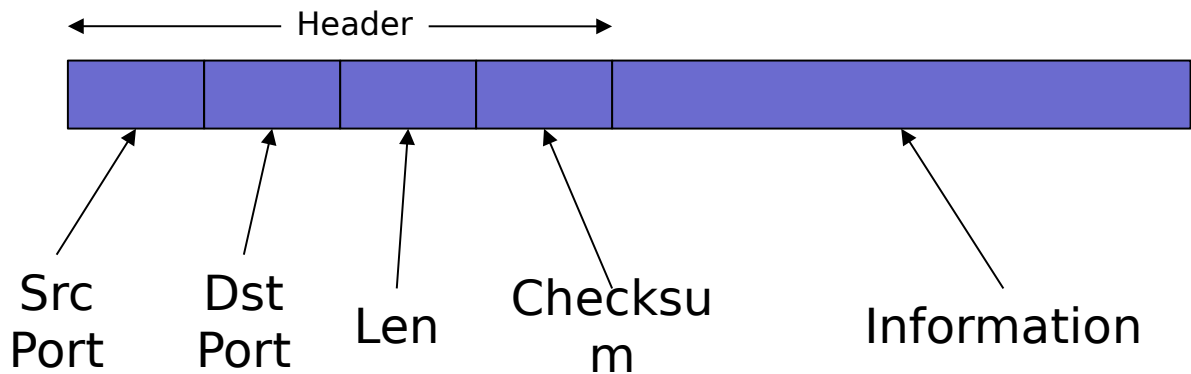 Header
Src
Port
Dst
Port
Len
Checksu
m
Information